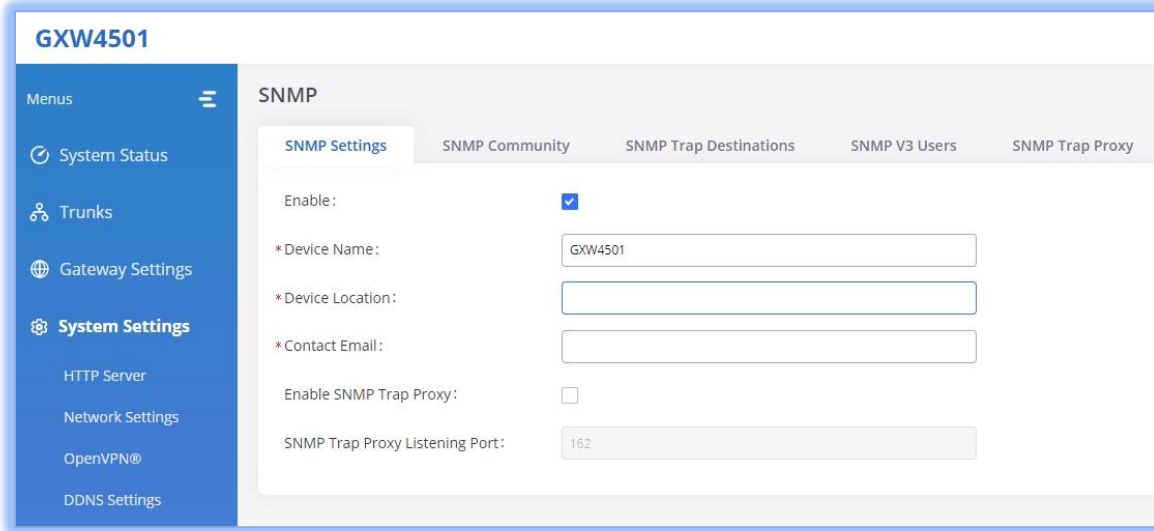 GXW4501
Menus
System Status
Trunks
Gateway Settings
System Settings
HTTP Server
Network Settings
OpenVPN®
DDNS Settings
SNMP
SNMP Settings SNMP Community SNMP Trap Destinations SNMP V3 Users SNMP Trap Proxy
Enable:
*Device Name: GXW4501
*Device Location:
*Contact Email:
Enable SNMP Trap Proxy:
SNMP Trap Proxy Listening Port: 162